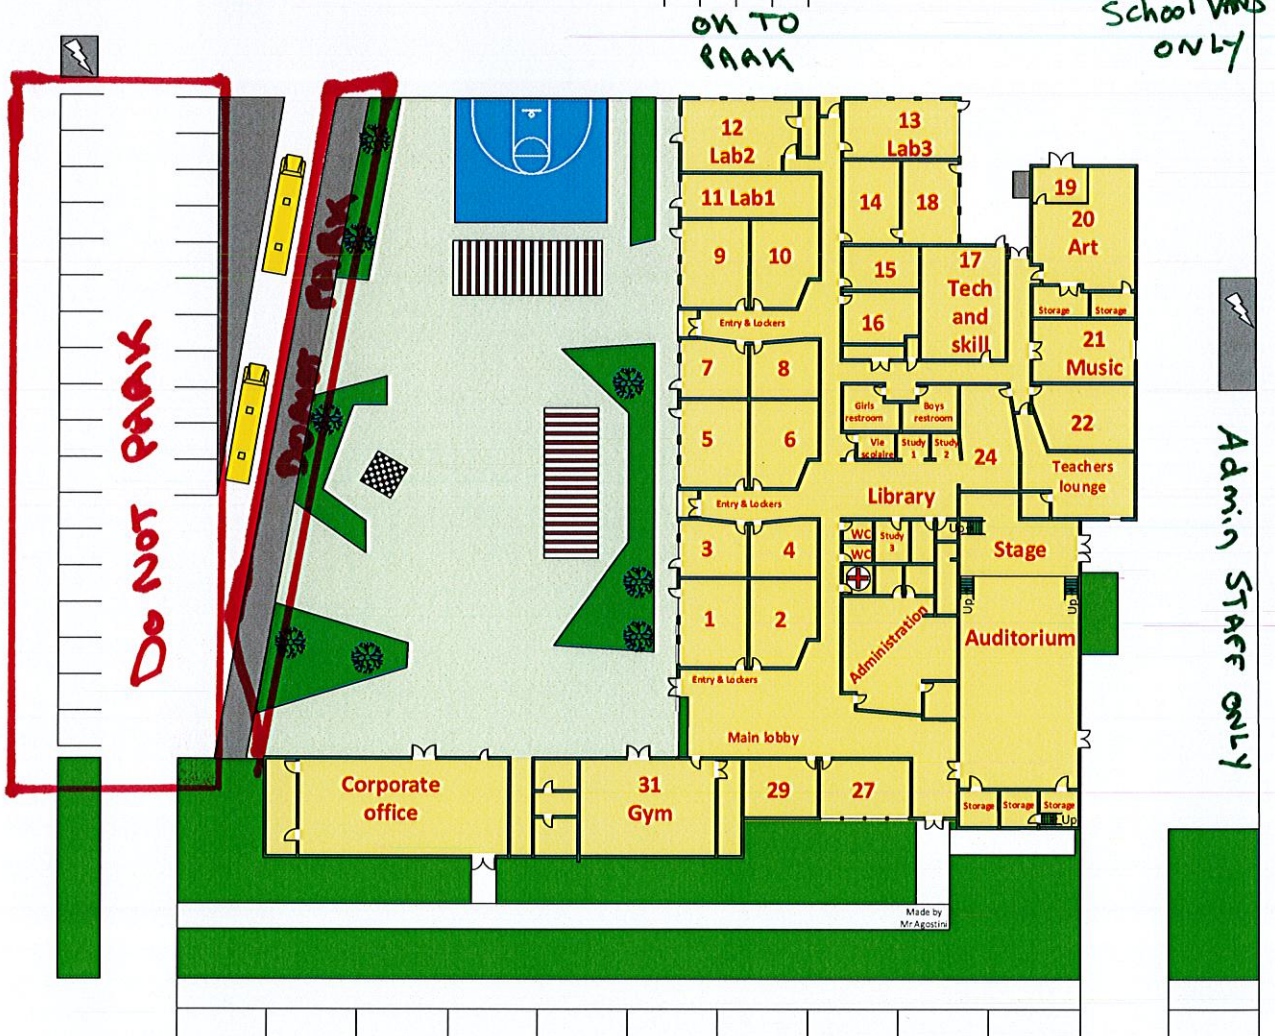 OK TO
PARK
School VANS
ONLY
12
Lab2
13
Lab3
11 Lab1
14
18
19
20
Art
9
10
15
17
Tech
and
skill
16
Storage
Storage
Entry & Lockers
21
Music
7
8
Girls
restroom
Boys
restroom
22
5
6
Vie
scolaire
Study
1
Study
2
24
Teachers
lounge
Library
Entry & Lockers
3
4
WC
WC
Study
3
Up
Stage
1
2
Up
Up
Administration
Auditorium
Entry & Lockers
Main lobby
Corporate
office
31
Gym
29
27
Storage
Storage
Storage
Up
Made by
Mr Agostini
DO NOT PARK
DO NOT PARK
Admin STAFF ONLY